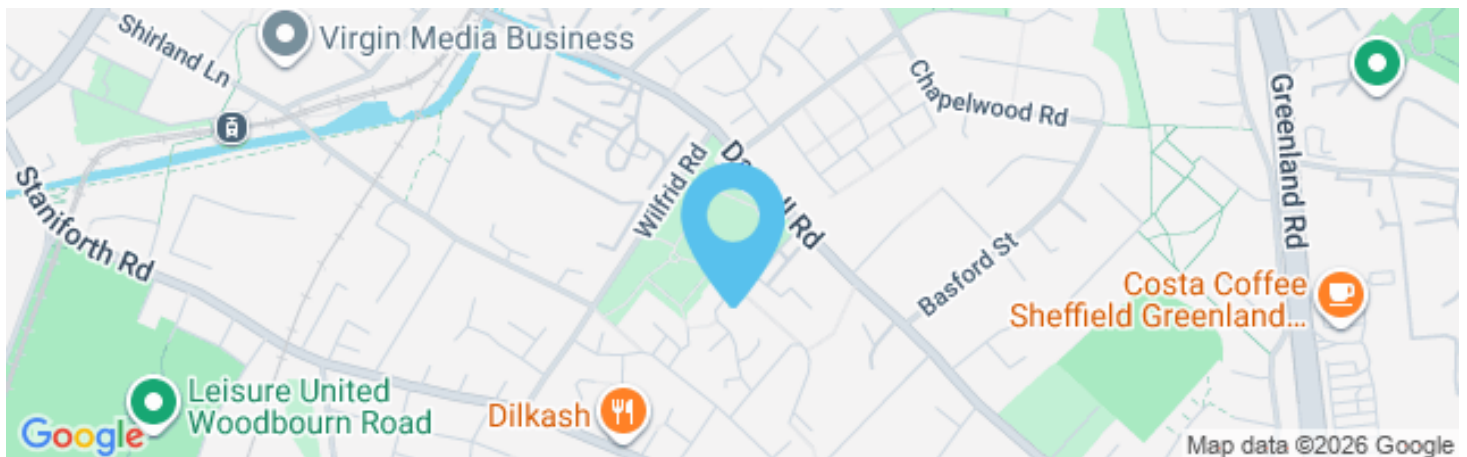 Shirland Ln
Virgin Media Business
Chapelwood Rd
Greenland Rd
Wilfrid Rd
Rd
Staniforth Rd
Basford St
Costa Coffee
Sheffield Greenland...
Leisure United
Woodbourn Road
Dilkash
Google
Map data ©2026 Google